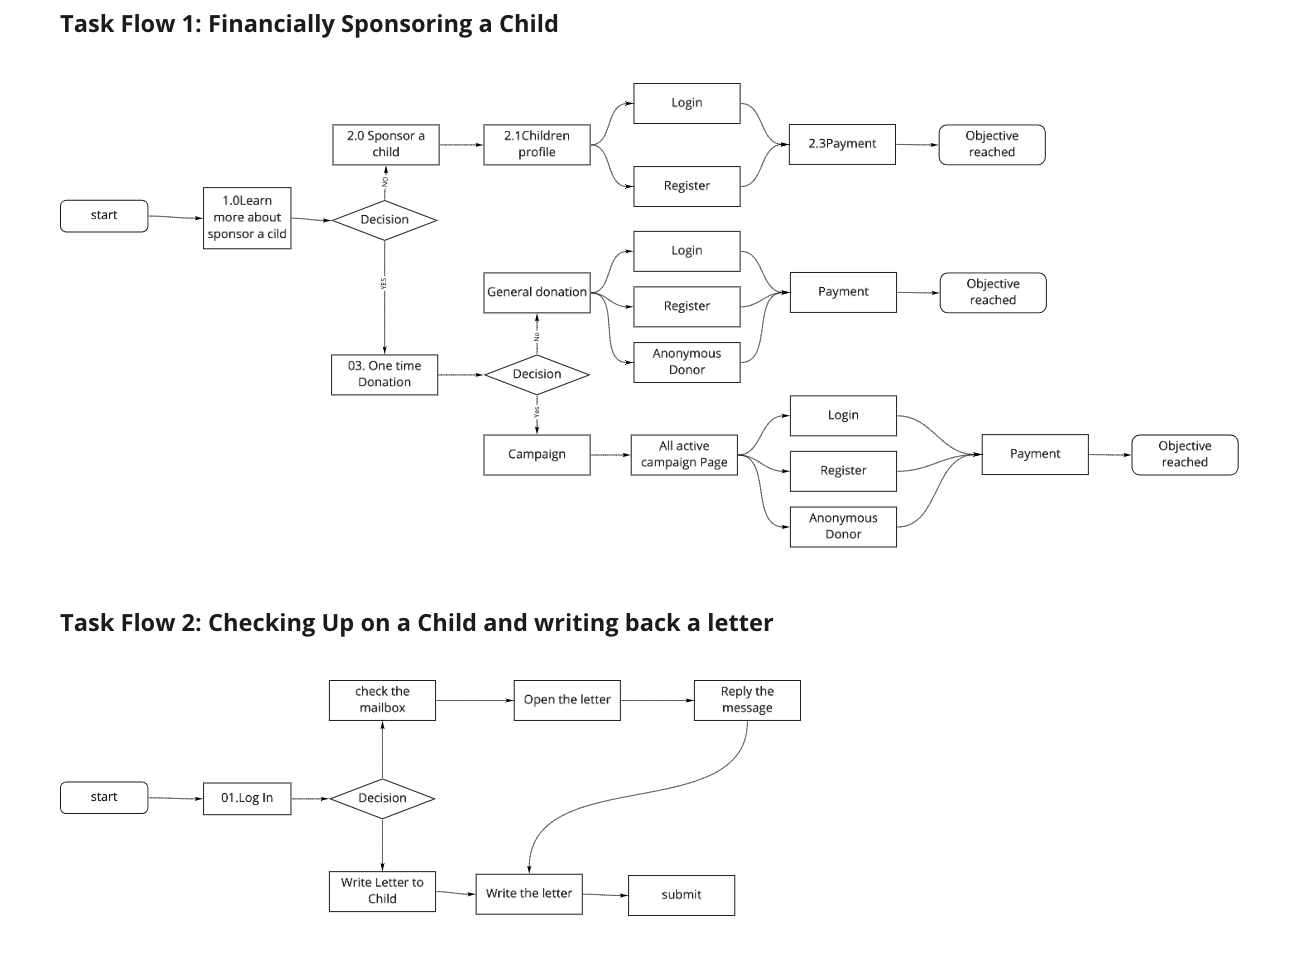 Task Flow 1: Financially Sponsoring a Child
Login
2.0 Sponsor a
child
2.1Children
profile
2.3Payment
Objective
reached
Register
NO
1.0Learn
more about
sponsor a cild
start
Decision
YES
Login
General donation
Register
Payment
Objective
reached
Anonymous
Donor
No
03. One time
Donation
Decision
Yes
Campaign
All active
campaign Page
Login
Register
Anonymous
Donor
Payment
Objective
reached
Task Flow 2: Checking Up on a Child and writing back a letter
check the
mailbox
Open the letter
Reply the
message
start
01.Log In
Decision
Write Letter to
Child
Write the letter
submit